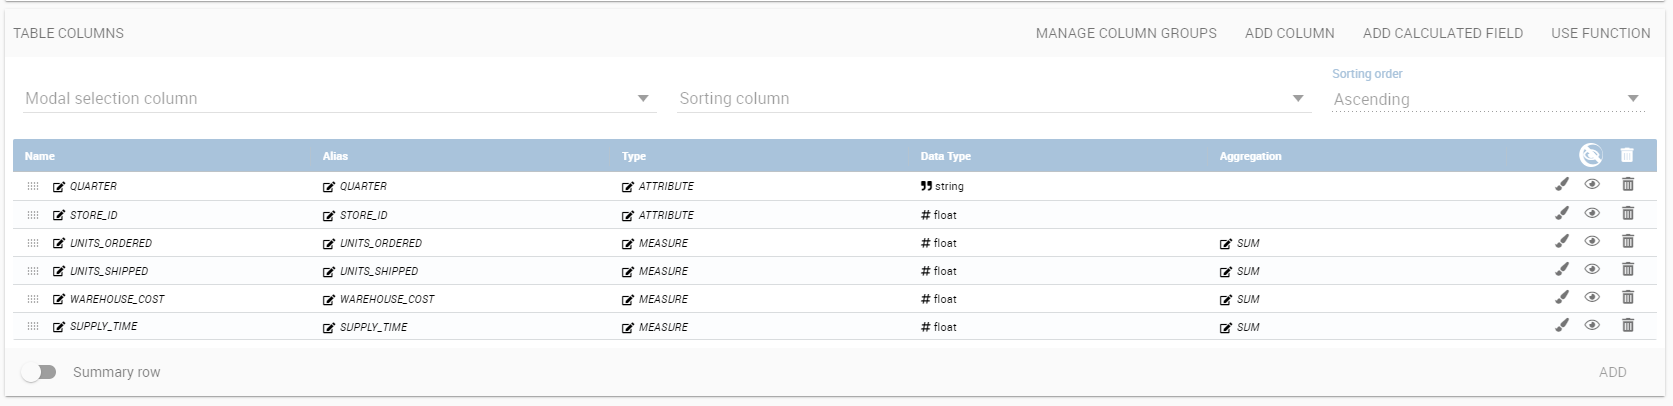 TABLE COLUMNS MANAGE COLUMN GROUPS ADD COLUMN ADD CALCULATED FIELD USE FUNCTION
Sorting order
Modal selection column Sorting column Ascending
Name Alias Type Data Type Aggregation
QUARTER QUARTER ATTRIBUTE string
STORE_ID STORE_ID ATTRIBUTE # float
UNITS_ORDERED UNITS_ORDERED MEASURE # float SUM
UNITS_SHIPPED UNITS_SHIPPED MEASURE # float SUM
WAREHOUSE_COST WAREHOUSE_COST MEASURE # float SUM
SUPPLY_TIME SUPPLY_TIME MEASURE # float SUM
Summary row ADD